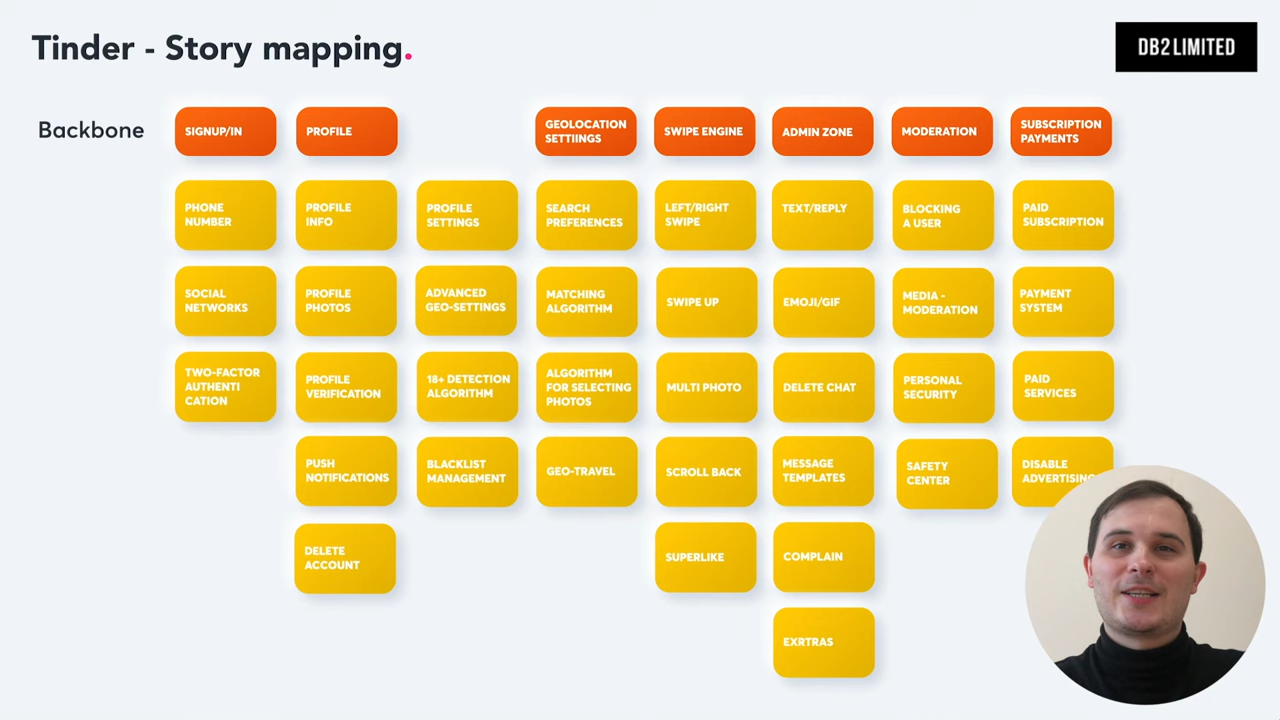 Tinder - Story mapping.
DB2 LIMITED
Backbone
SIGNUP/IN
PROFILE
GEOLOCATION
SETTIINGS
SWIPE ENGINE
ADMIN ZONE
MODERATION
SUBSCRIPTION
PAYMENTS
PHONE
NUMBER
PROFILE
INFO
PROFILE
SETTINGS
SEARCH
PREFERENCES
LEFT/RIGHT
SWIPE
TEXT/REPLY
BLOCKING
A USER
PAID
SUBSCRIPTION
SOCIAL
NETWORKS
PROFILE
PHOTOS
ADVANCED
GEO-SETTINGS
MATCHING
ALGORITHM
SWIPE UP
EMOJI/GIF
MEDIA -
MODERATION
PAYMENT
SYSTEM
TWO-FACTOR
AUTHENTI
CATION
PROFILE
VERIFICATION
18+ DETECTION
ALGORITHM
ALGORITHM
FOR SELECTING
PHOTOS
MULTI PHOTO
DELETE CHAT
PERSONAL
SECURITY
PAID
SERVICES
PUSH
NOTIFICATIONS
BLACKLIST
MANAGEMENT
GEO-TRAVEL
SCROLL BACK
MESSAGE
TEMPLATES
SAFETY
CENTER
DISABLE
ADVERTISING
DELETE
ACCOUNT
SUPERLIKE
COMPLAIN
EXRTRAS